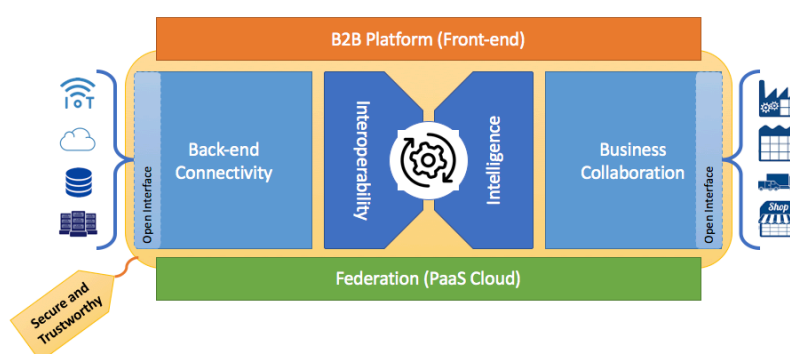 B2B Platform (Front-end)
IoT
Open Interface
Back-end
Connectivity
Interoperability
Intelligence
Business
Collaboration
Open Interface
Shop
Federation (PaaS Cloud)
Secure and
Trustworthy